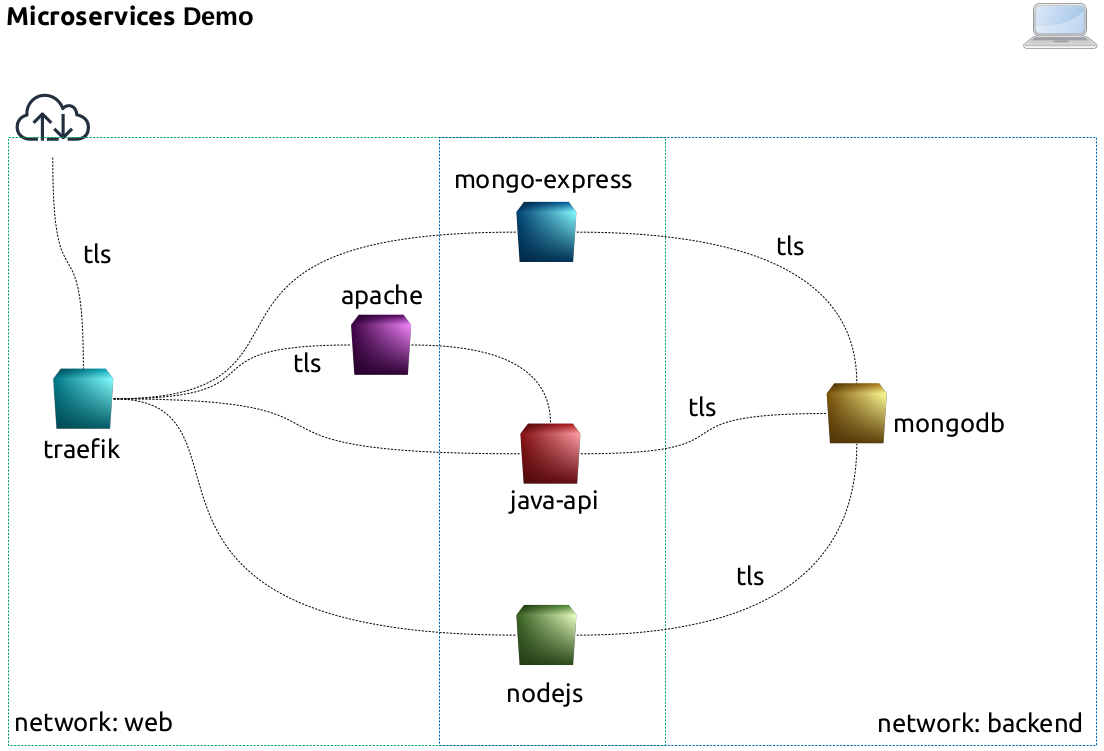 Microservices Demo
mongo-express
tls
tls
apache
tls
tls
mongodb
traefik
java-api
tls
nodejs
network: web
network: backend